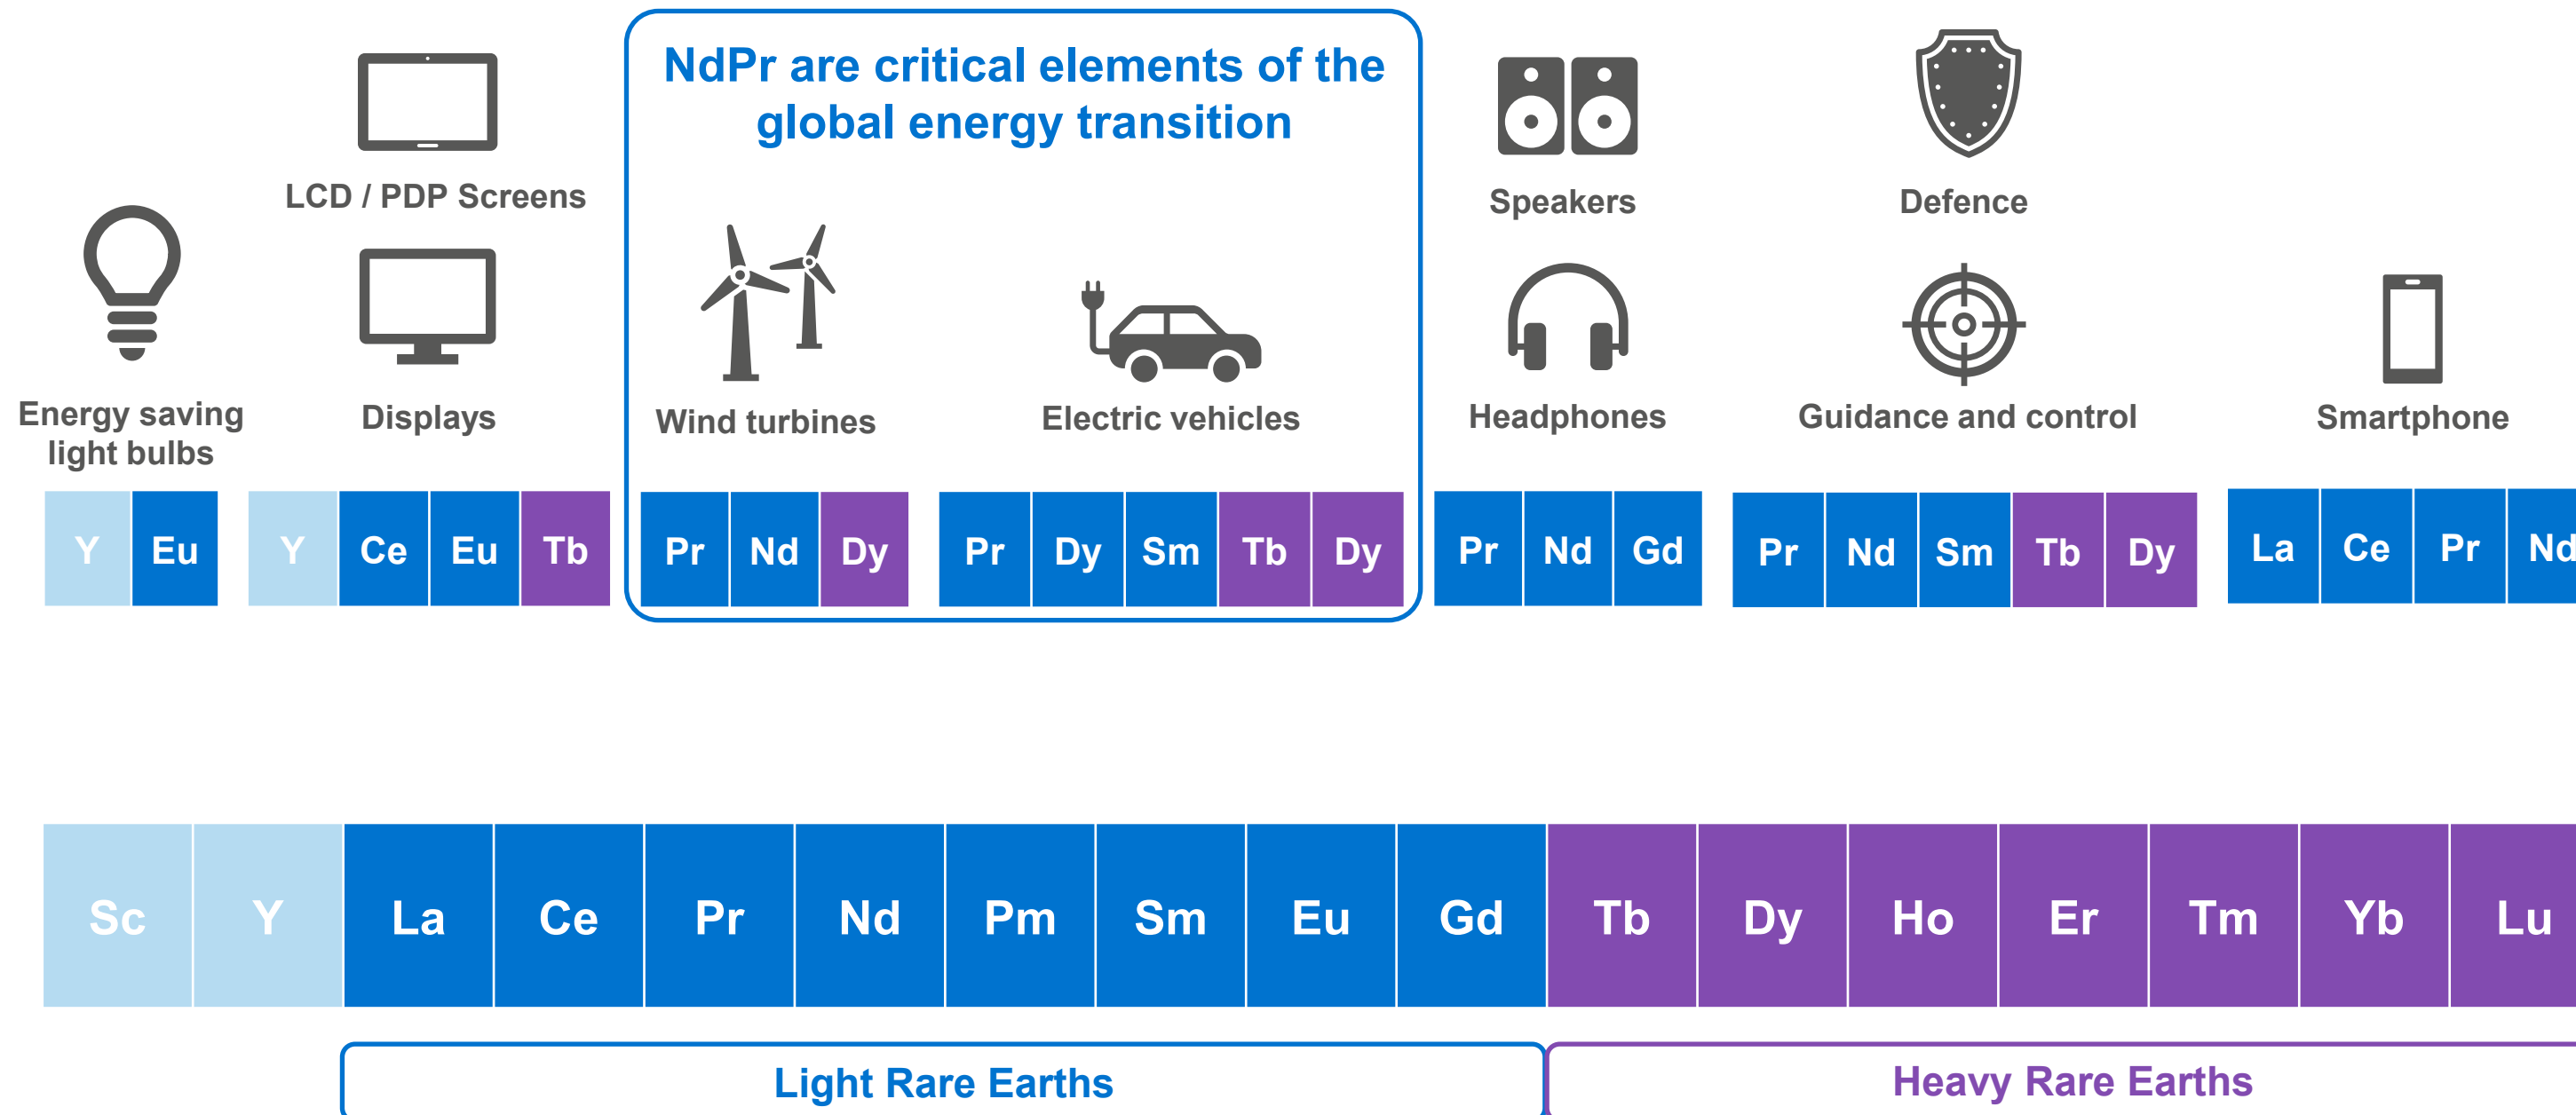 NdPr are critical elements of the
global energy transition
LCD / PDP Screens
Speakers
Defence
Energy saving
light bulbs
Displays
Wind turbines
Electric vehicles
Headphones
Guidance and control
Smartphone
Y Eu
Y Ce Eu Tb
Pr Nd Dy
Pr Dy Sm Tb Dy
Pr Nd Gd
Pr Nd Sm Tb Dy
La Ce Pr Nd
Sc Y La Ce Pr Nd Pm Sm Eu Gd Tb Dy Ho Er Tm Yb Lu
Light Rare Earths
Heavy Rare Earths